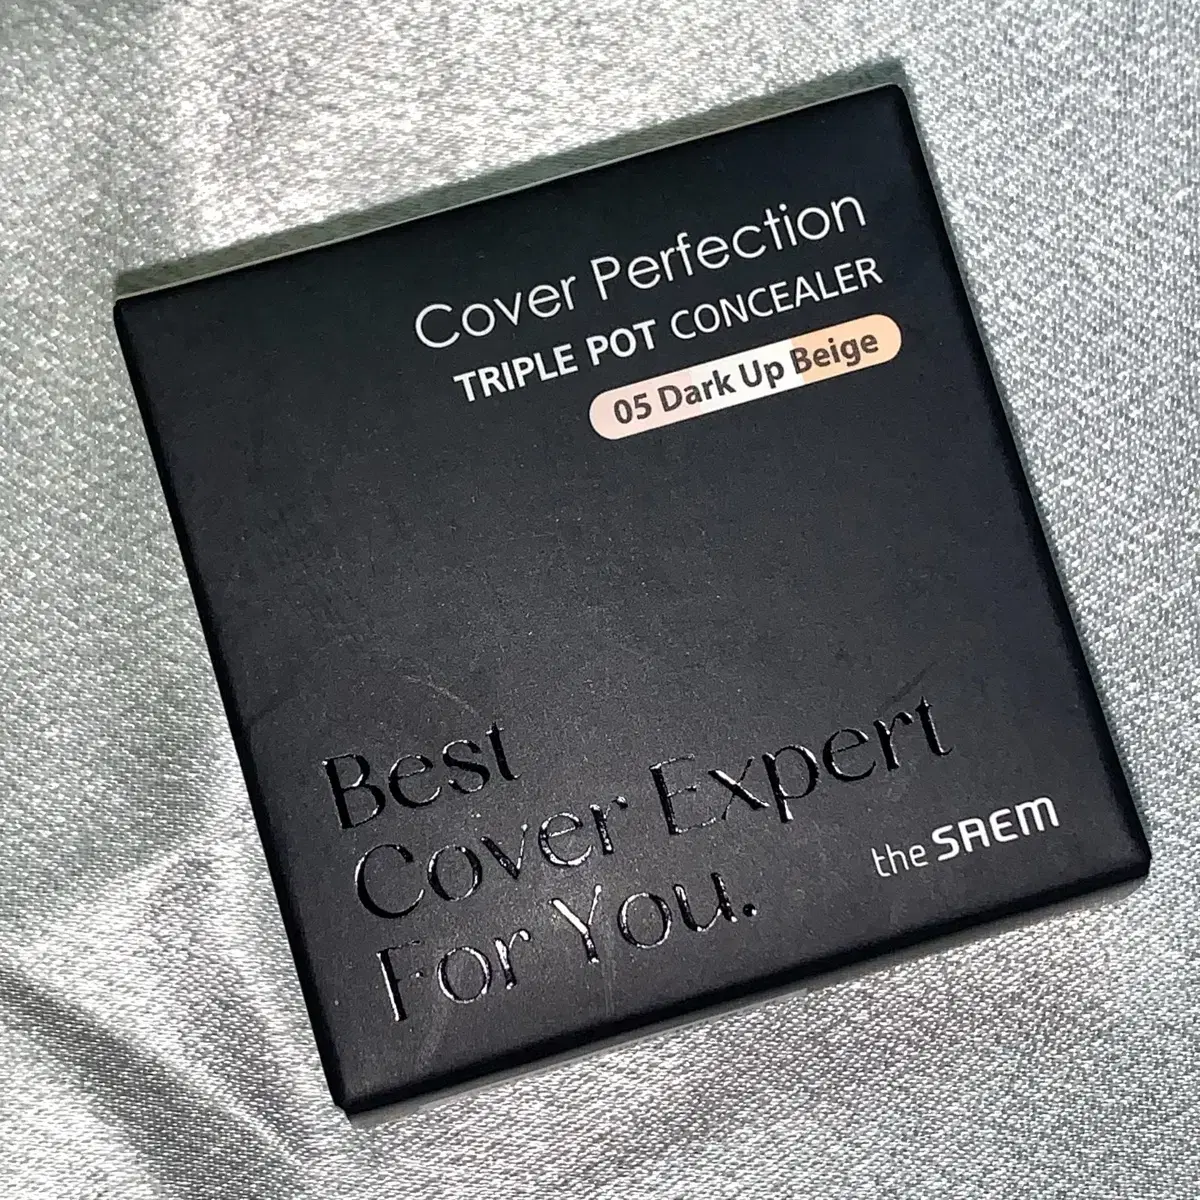 Cover Perfection
TRIPLE POT CONCEALER
05 Dark Up Beige
Best
Cover Expert
For You.
the SAEM